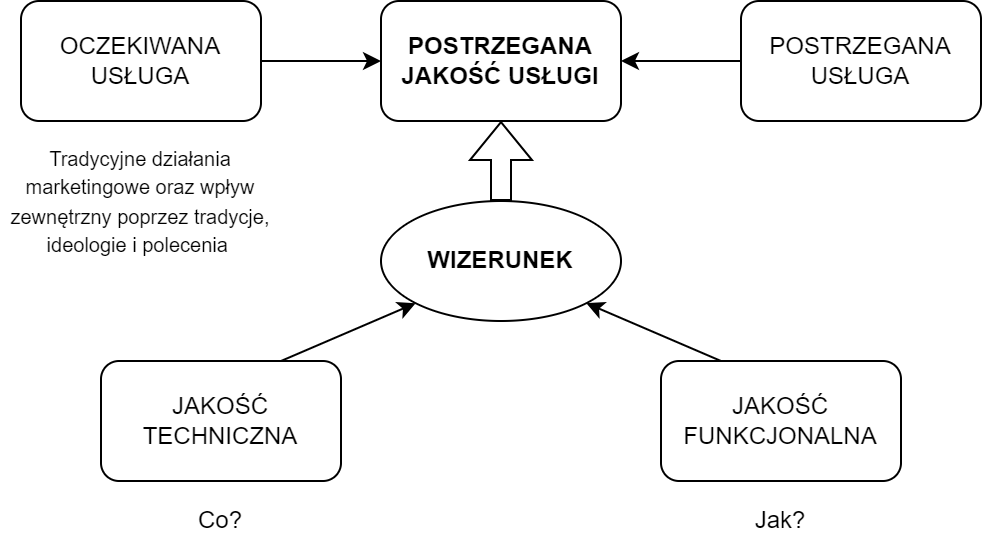 OCZEKIWANA
USŁUGA
POSTRZEGANA
JAKOŚĆ USŁUGI
POSTRZEGANA
USŁUGA
Tradycyjne działania
marketingowe oraz wpływ
zewnętrzny poprzez tradycje,
ideologie i polecenia
WIZERUNEK
JAKOŚĆ
TECHNICZNA
JAKOŚĆ
FUNKCJONALNA
Co?
Jak?